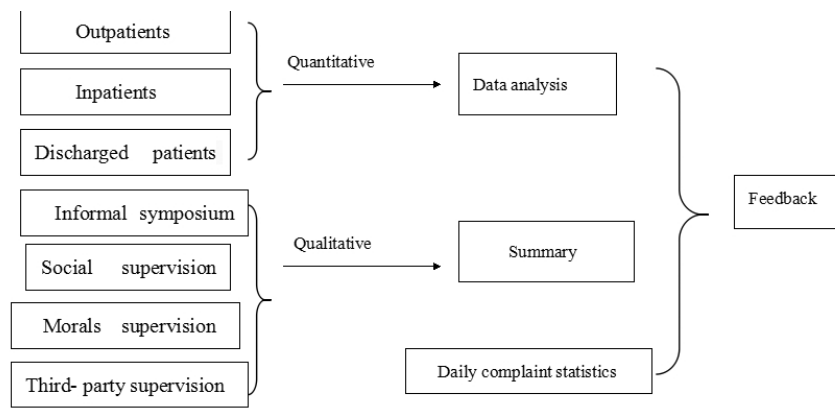 Outpatients
Inpatients
Discharged patients
Informal symposium
Social supervision
Morals supervision
Third- party supervision
Quantitative
Qualitative
Data analysis
Summary
Daily complaint statistics
Feedback